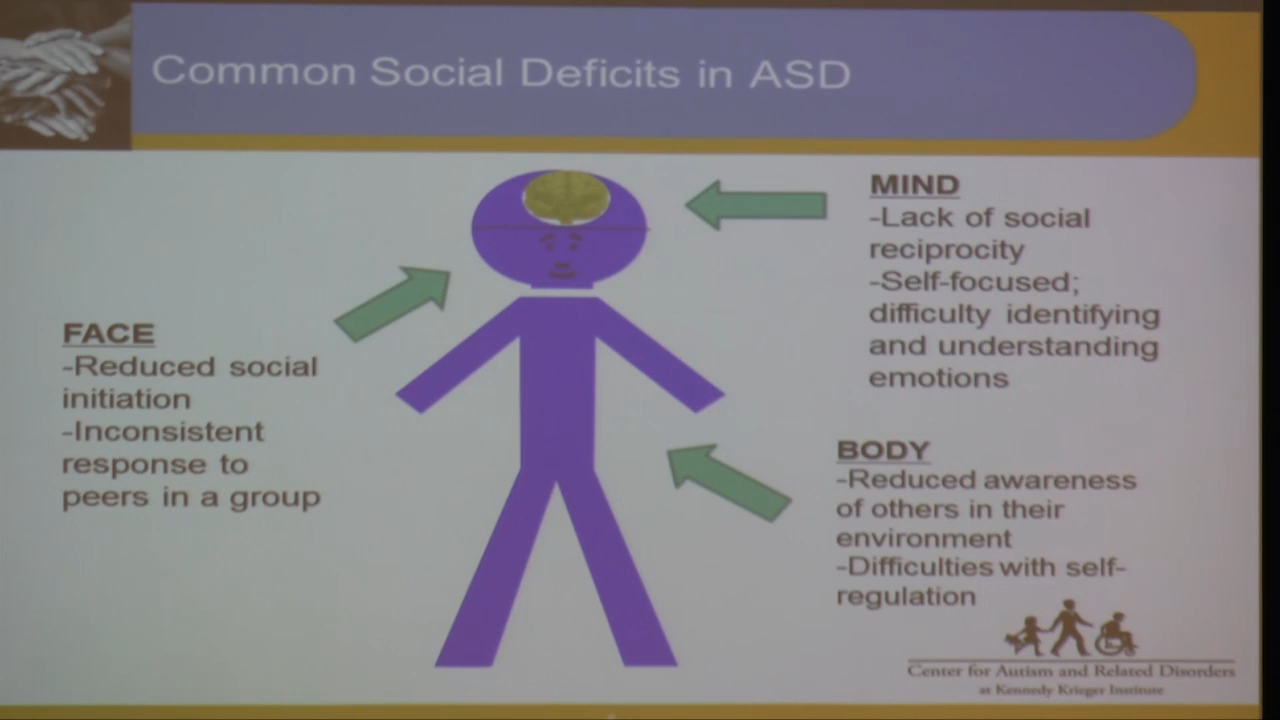 Common Social Deficits in ASD
FACE
-Reduced social
initiation
-Inconsistent
response to
peers in a group
MIND
-Lack of social
reciprocity
-Self-focused;
difficulty identifying
and understanding
emotions
BODY
-Reduced awareness
of others in their
environment
-Difficulties with self-
regulation
Center for Autism and Related Disorders
at Kennedy Krieger Institute